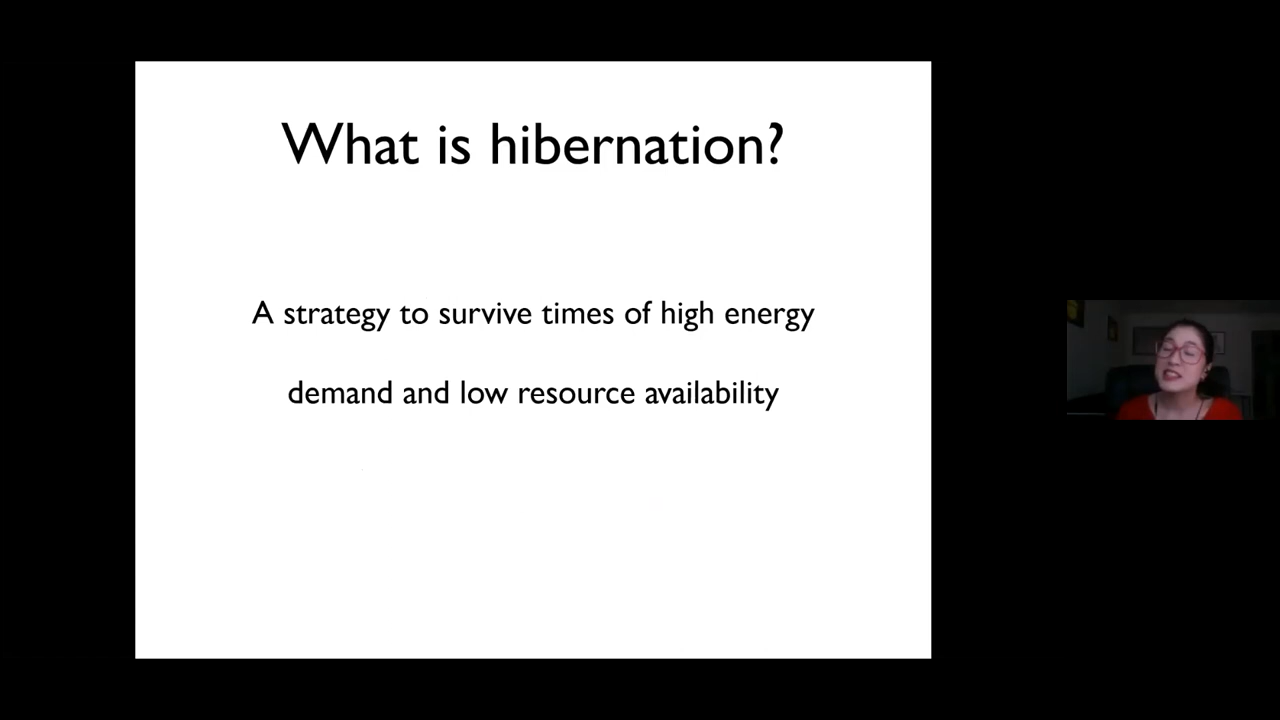 What is hibernation?
A strategy to survive times of high energy
demand and low resource availability